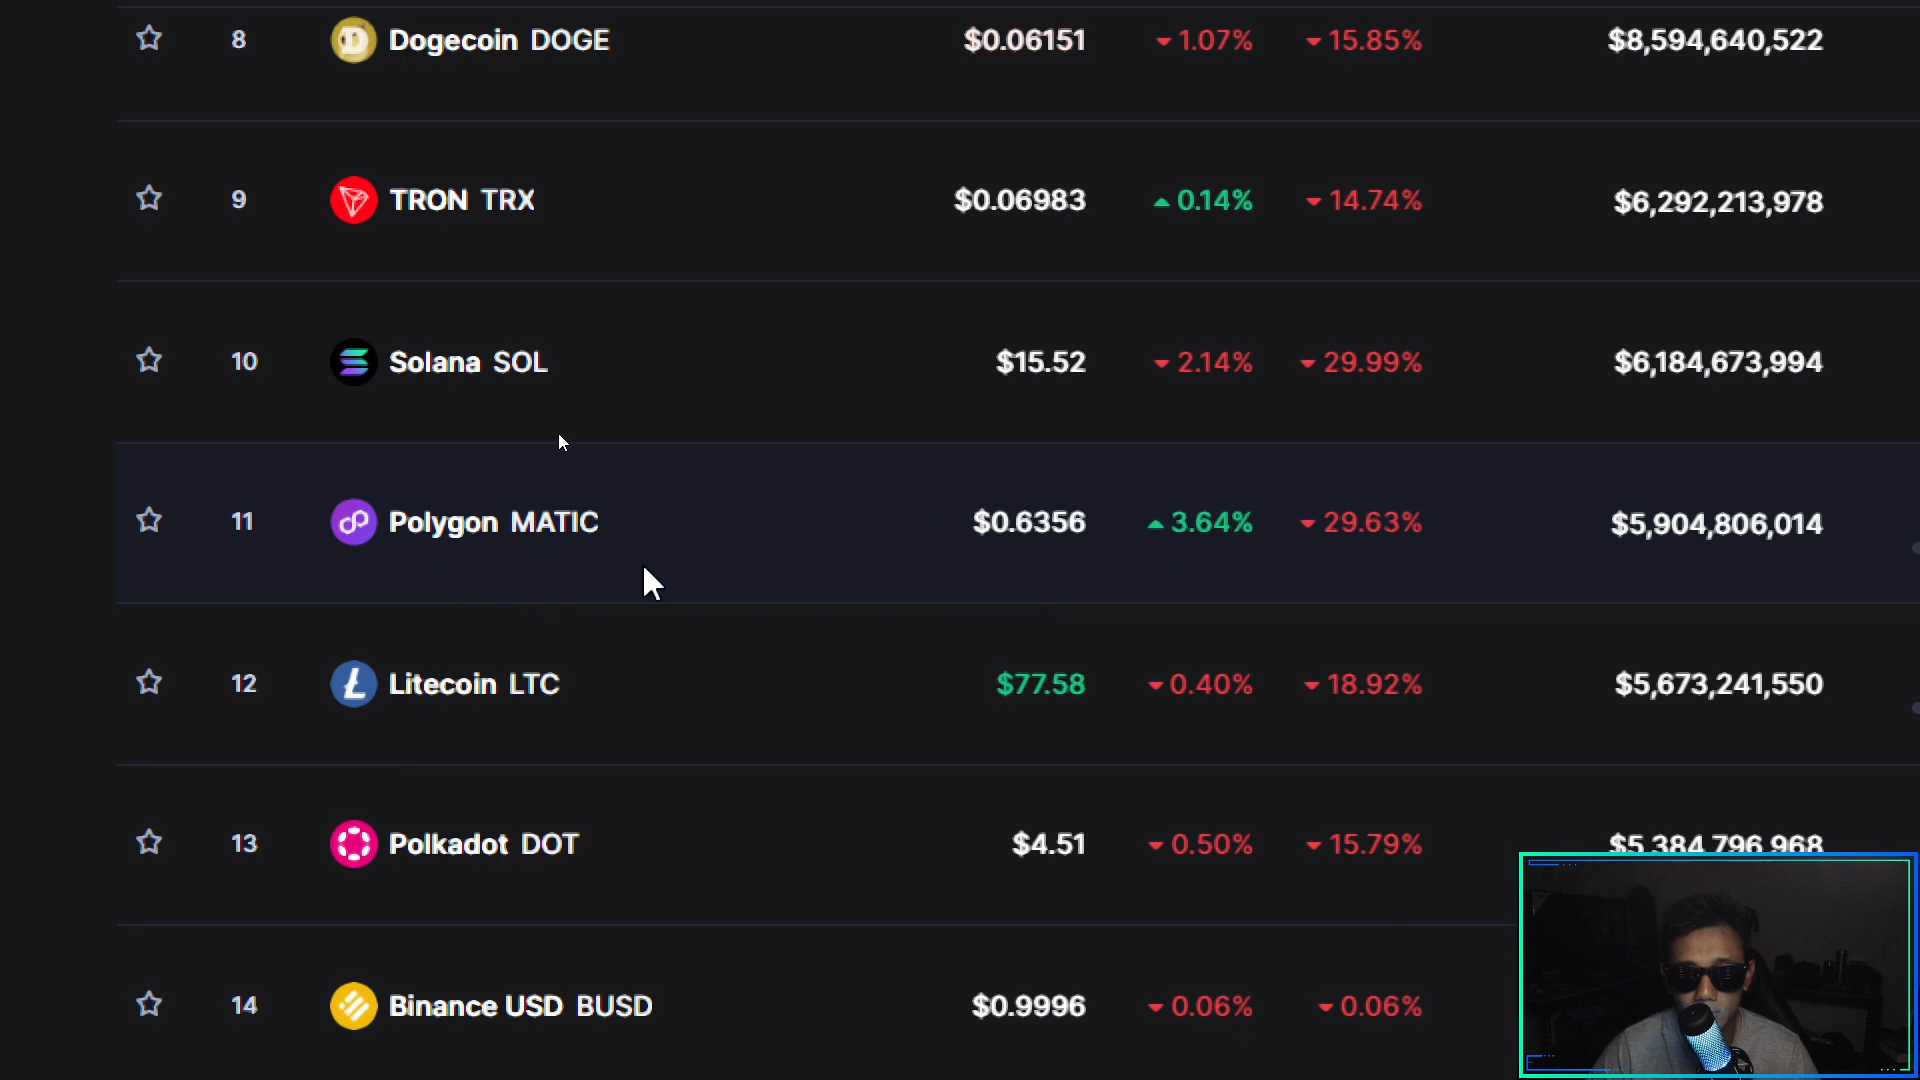 8 Dogecoin DOGE $0.06151 1.07% 15.85% $8,594,640,522
9 TRON TRX $0.06983 0.14% 14.74% $6,292,213,978
10 Solana SOL $15.52 2.14% 29.99% $6,184,673,994
11 Polygon MATIC $0.6356 3.64% 29.63% $5,904,806,014
12 Litecoin LTC $77.58 0.40% 18.92% $5,673,241,550
13 Polkadot DOT $4.51 0.50% 15.79% $5,384,796,968
14 Binance USD BUSD $0.9996 0.06% 0.06%